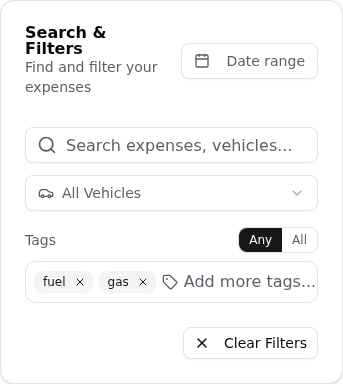 Search &
Filters
Find and filter your
expenses
Date range
Search expenses, vehicles...
All Vehicles
Tags
Any
All
fuel
gas
Add more tags...
Clear Filters